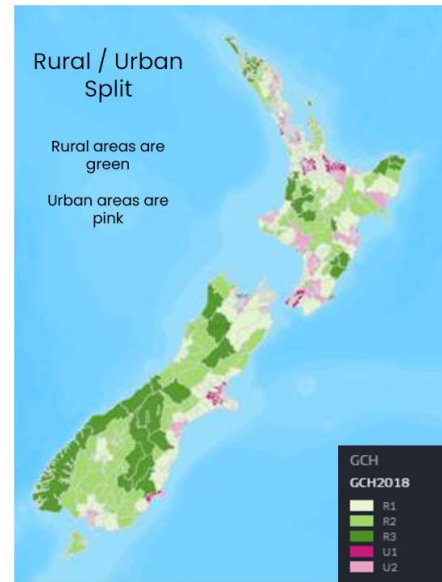 Rural / Urban
Split
Rural areas are
green
Urban areas are
pink
GCH
GCH2018
R1
R2
R3
U1
U2